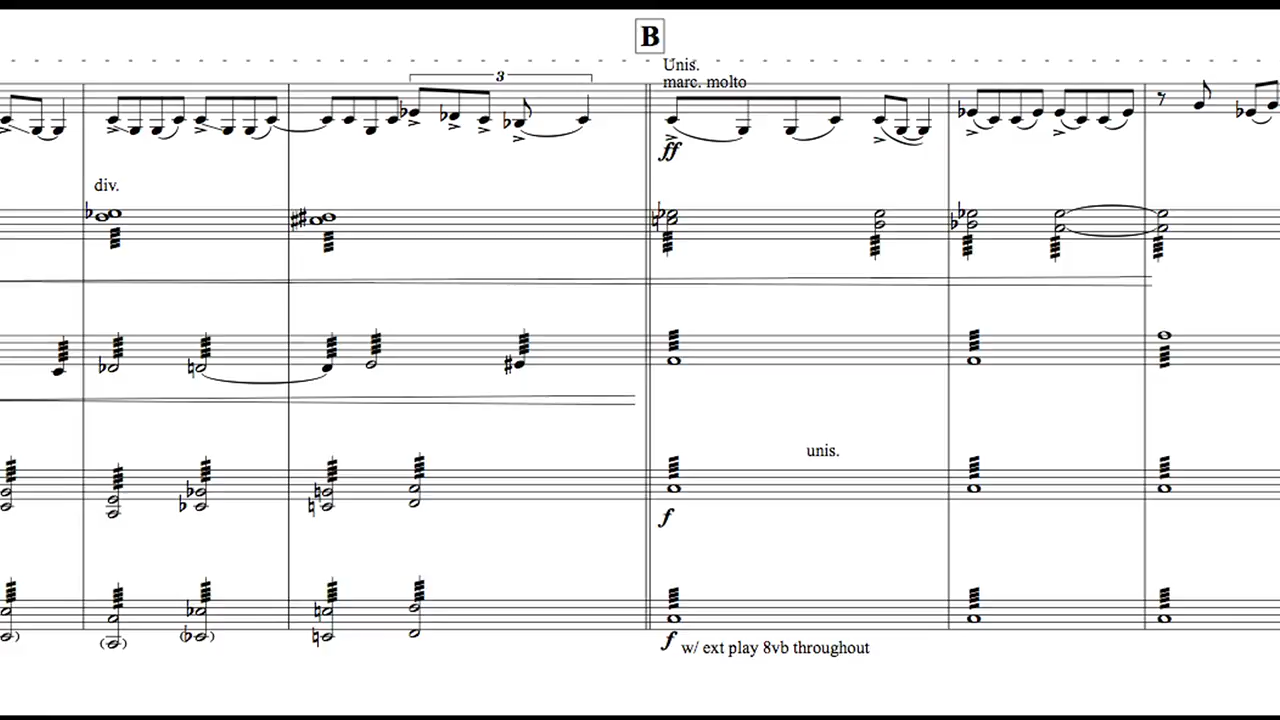 B
Unis.
marc. molto
3
ff
div.
unis.
f
f w/ ext play 8vb throughout